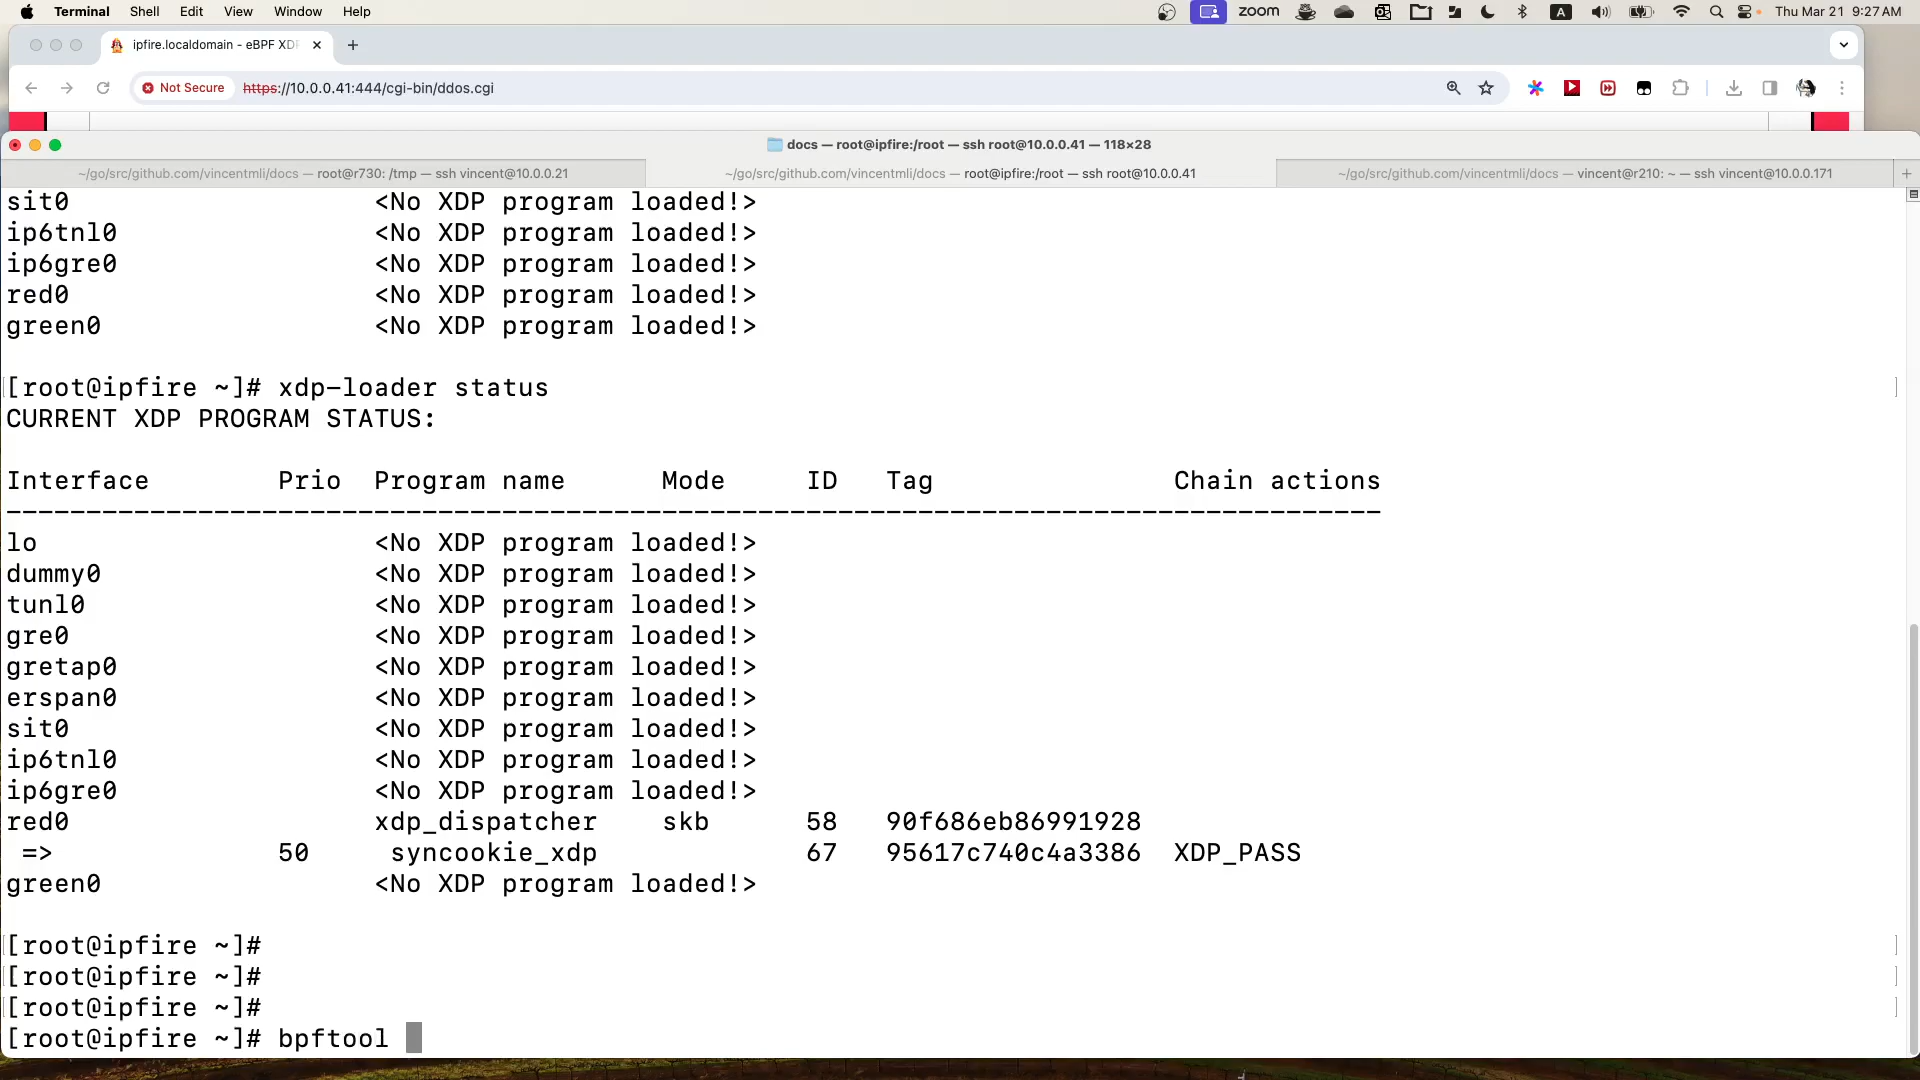 Terminal Shell Edit View Window Help zoom A Thu Mar 21 9:27 AM
ipfire.localdomain - eBPF XD
Not Secure https://10.0.0.41:444/cgi-bin/ddos.cgi
docs — root@ipfire:/root — ssh root@10.0.0.41 — 118×28
~/go/src/github.com/vincentmli/docs — root@r730: /tmp — ssh vincent@10.0.0.21 ~/go/src/github.com/vincentmli/docs — root@ipfire:/root — ssh root@10.0.0.41 ~/go/src/github.com/vincentmli/docs — vincent@r210: ~ — ssh vincent@10.0.0.171
sit0 <No XDP program loaded!>
ip6tnl0 <No XDP program loaded!>
ip6gre0 <No XDP program loaded!>
red0 <No XDP program loaded!>
green0 <No XDP program loaded!>
[root@ipfire ~]# xdp-loader status
CURRENT XDP PROGRAM STATUS:
Interface Prio Program name Mode ID Tag Chain actions
--------------------------------------------------------------------------------------
lo <No XDP program loaded!>
dummy0 <No XDP program loaded!>
tunl0 <No XDP program loaded!>
gre0 <No XDP program loaded!>
gretap0 <No XDP program loaded!>
erspan0 <No XDP program loaded!>
sit0 <No XDP program loaded!>
ip6tnl0 <No XDP program loaded!>
ip6gre0 <No XDP program loaded!>
red0 xdp_dispatcher skb 58 90f686eb86991928
=> 50 syncookie_xdp 67 95617c740c4a3386 XDP_PASS
green0 <No XDP program loaded!>
[root@ipfire ~]#
[root@ipfire ~]#
[root@ipfire ~]#
[root@ipfire ~]# bpftool